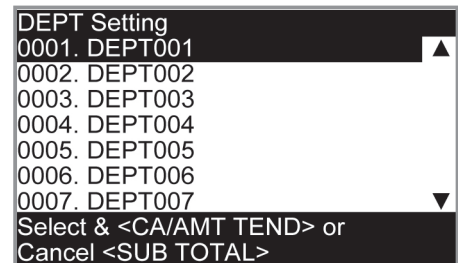 DEPT Setting
0001. DEPT001
0002. DEPT002
0003. DEPT003
0004. DEPT004
0005. DEPT005
0006. DEPT006
0007. DEPT007
Select & <CA/AMT TEND> or
Cancel <SUB TOTAL>